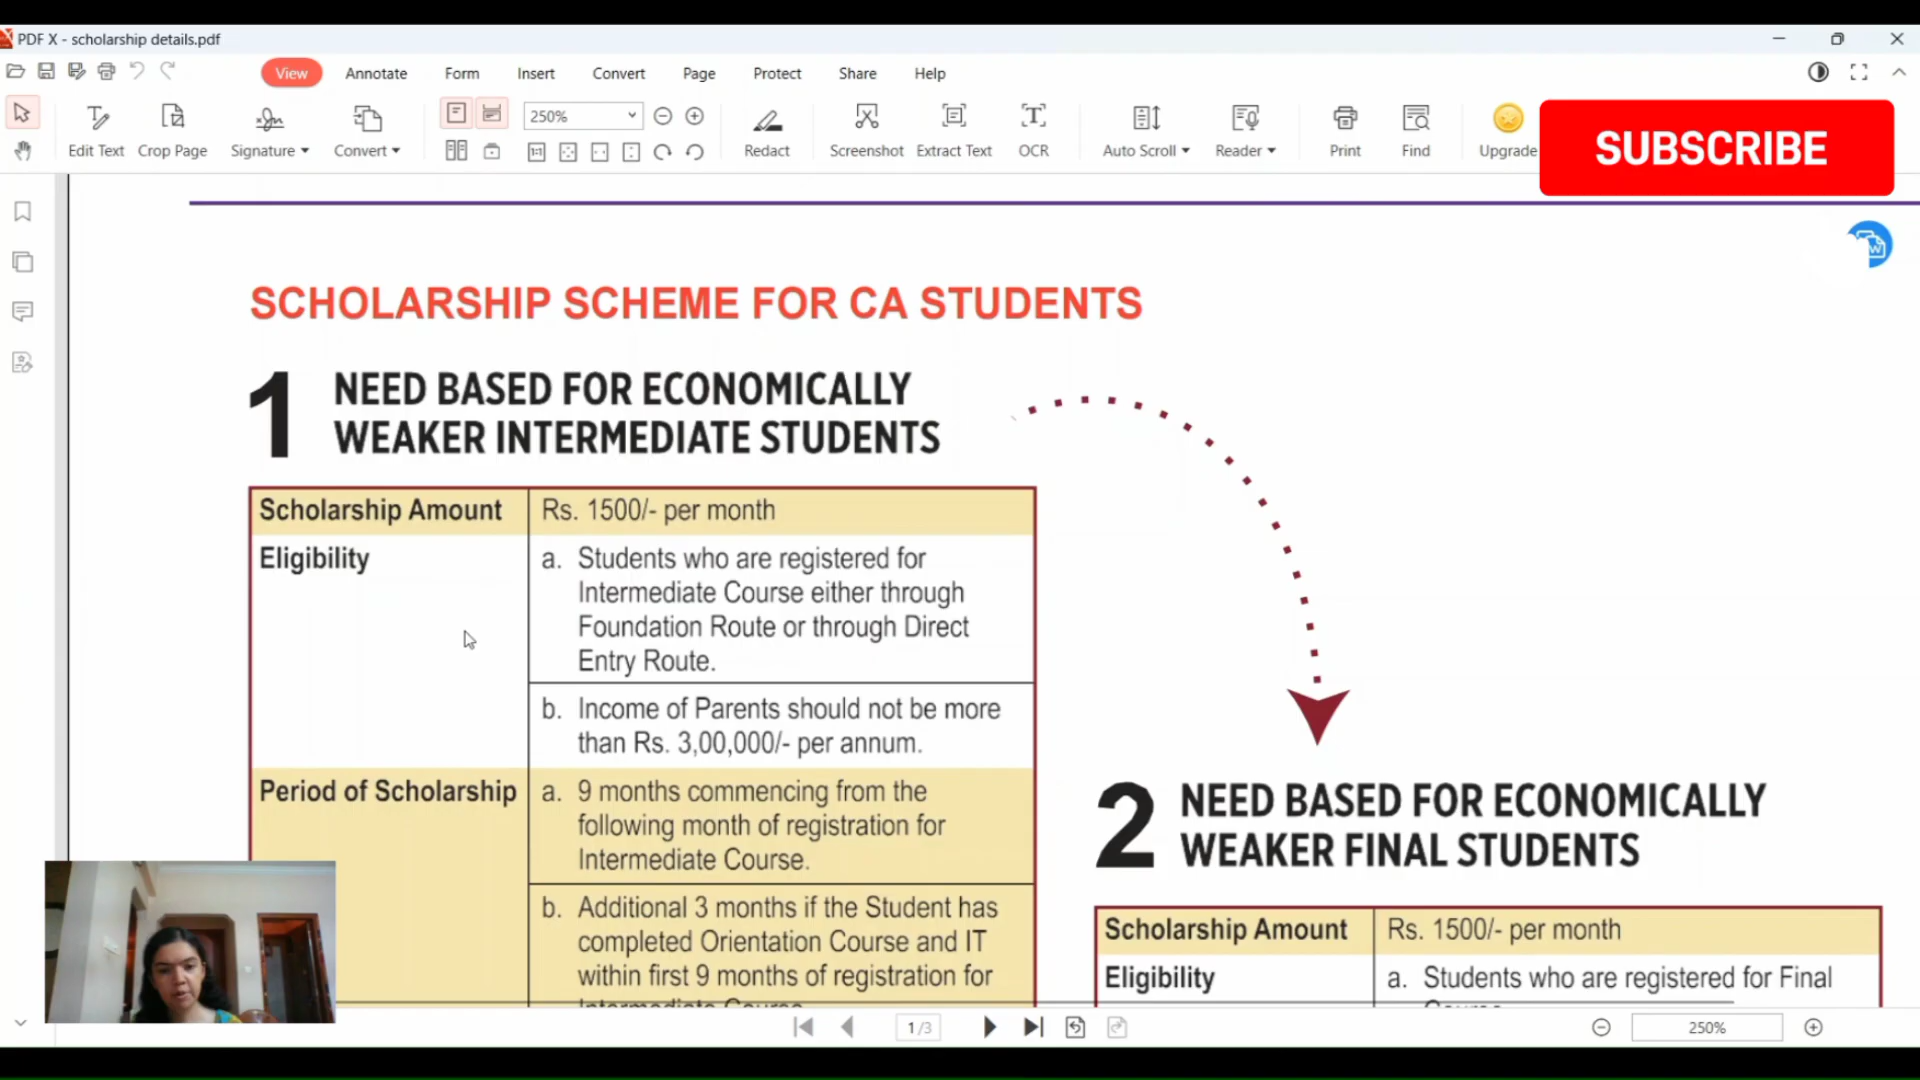 PDF X - scholarship details.pdf
View Annotate Form Insert Convert Page Protect Share Help
250%
Edit Text Crop Page Signature Convert Redact Screenshot Extract Text OCR Auto Scroll Reader Print Find Upgrade
SUBSCRIBE
SCHOLARSHIP SCHEME FOR CA STUDENTS
1 NEED BASED FOR ECONOMICALLY
WEAKER INTERMEDIATE STUDENTS
Scholarship Amount Rs. 1500/- per month
Eligibility a. Students who are registered for
Intermediate Course either through
Foundation Route or through Direct
Entry Route.
b. Income of Parents should not be more
than Rs. 3,00,000/- per annum.
Period of Scholarship a. 9 months commencing from the
following month of registration for
Intermediate Course.
b. Additional 3 months if the Student has
completed Orientation Course and IT
within first 9 months of registration for
Intermediate Course.
2 NEED BASED FOR ECONOMICALLY
WEAKER FINAL STUDENTS
Scholarship Amount Rs. 1500/- per month
Eligibility a. Students who are registered for Final
Course
1/3
250%